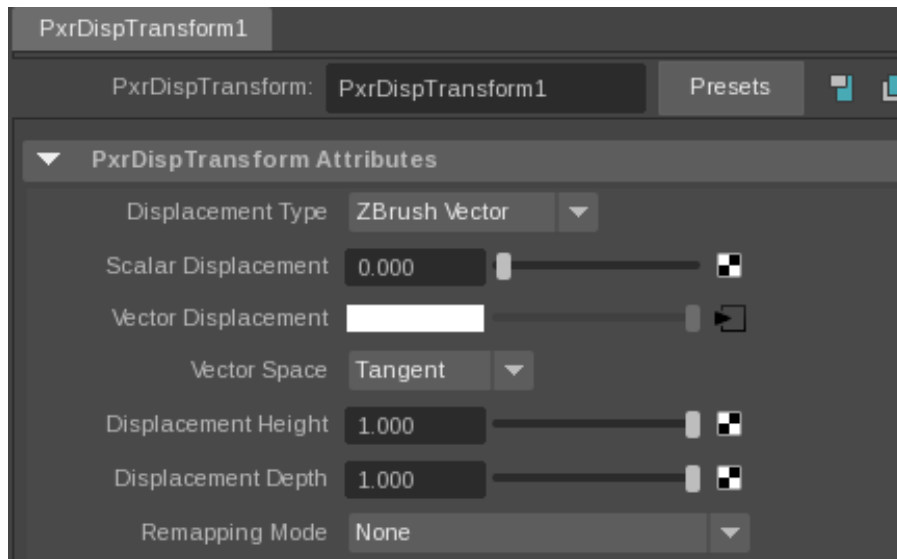 PxrDispTransform1
PxrDispTransform: PxrDispTransform1 Presets
PxrDispTransform Attributes
Displacement Type ZBrush Vector
Scalar Displacement 0.000
Vector Displacement
Vector Space Tangent
Displacement Height 1.000
Displacement Depth 1.000
Remapping Mode None